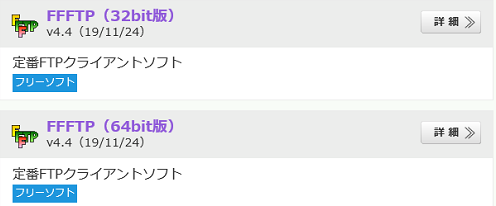 FFFTP（32bit版）
v4.4（19/11/24）
詳細
定番FTPクライアントソフト
フリーソフト
FFFTP（64bit版）
v4.4（19/11/24）
詳細
定番FTPクライアントソフト
フリーソフト